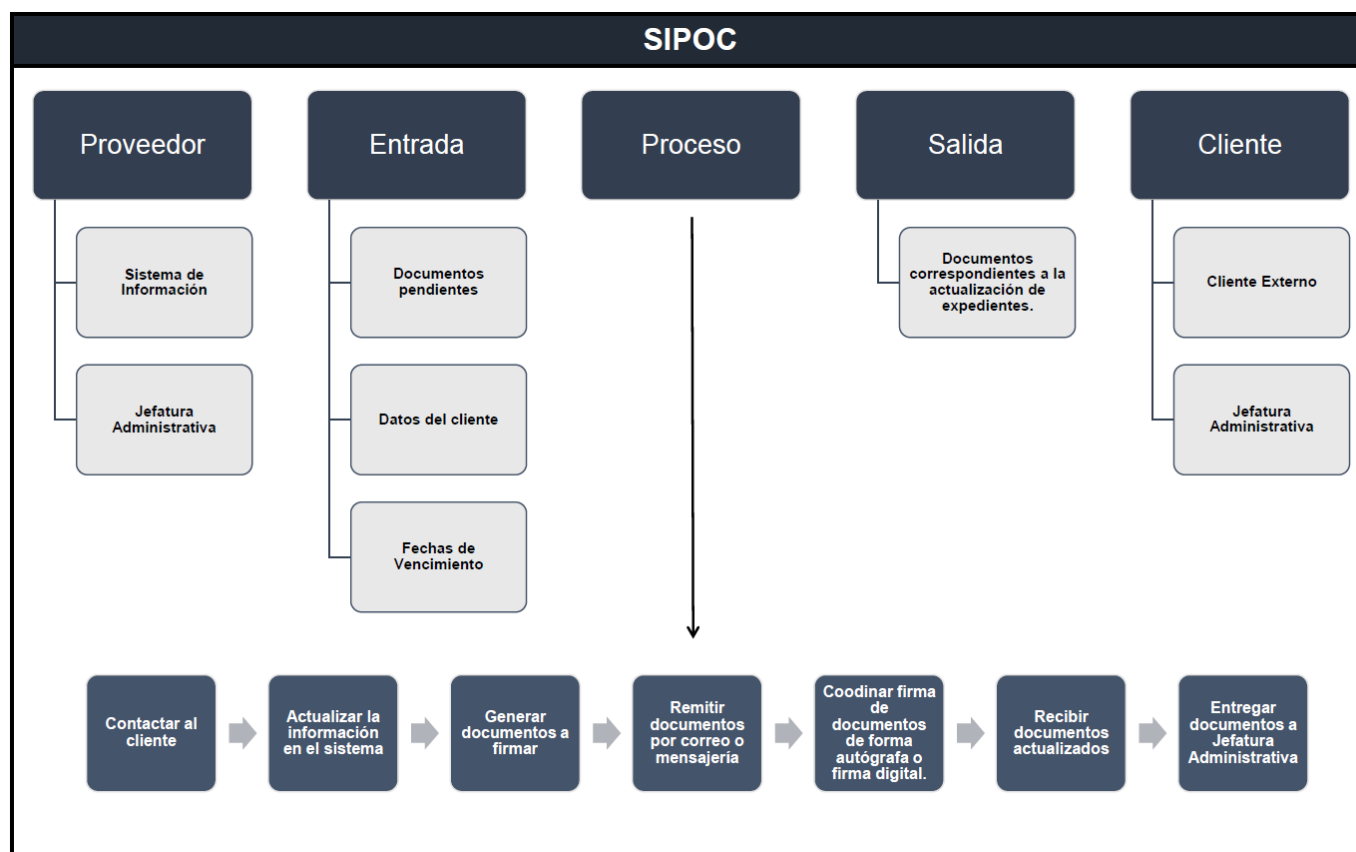 SIPOC
Proveedor
Entrada
Proceso
Salida
Cliente
Sistema de
Información
Jefatura
Administrativa
Documentos
pendientes
Datos del cliente
Fechas de
Vencimiento
Documentos
correspondientes a la
actualización de
expedientes.
Cliente Externo
Jefatura
Administrativa
Contactar al
cliente
Actualizar la
información
en el sistema
Generar
documentos a
firmar
Remitir
documentos
por correo o
mensajería
Coodinar firma
de
documentos
de forma
autógrafa o
firma digital.
Recibir
documentos
actualizados
Entregar
documentos a
Jefatura
Administrativa